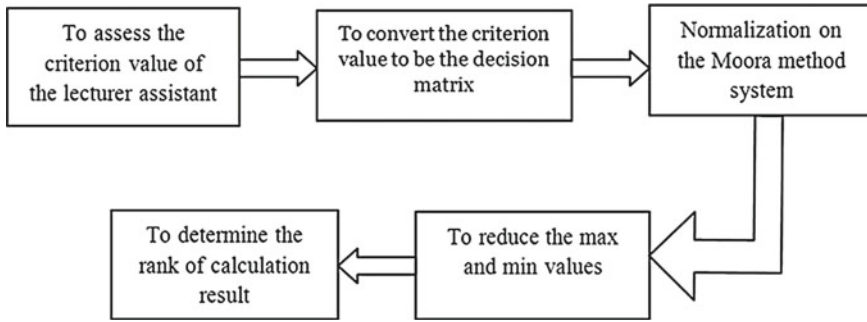 To assess the
criterion value of
the lecturer assistant
To convert the criterion
value to be the decision
matrix
Normalization on
the Moora method
system
To reduce the max
and min values
To determine the
rank of calculation
result